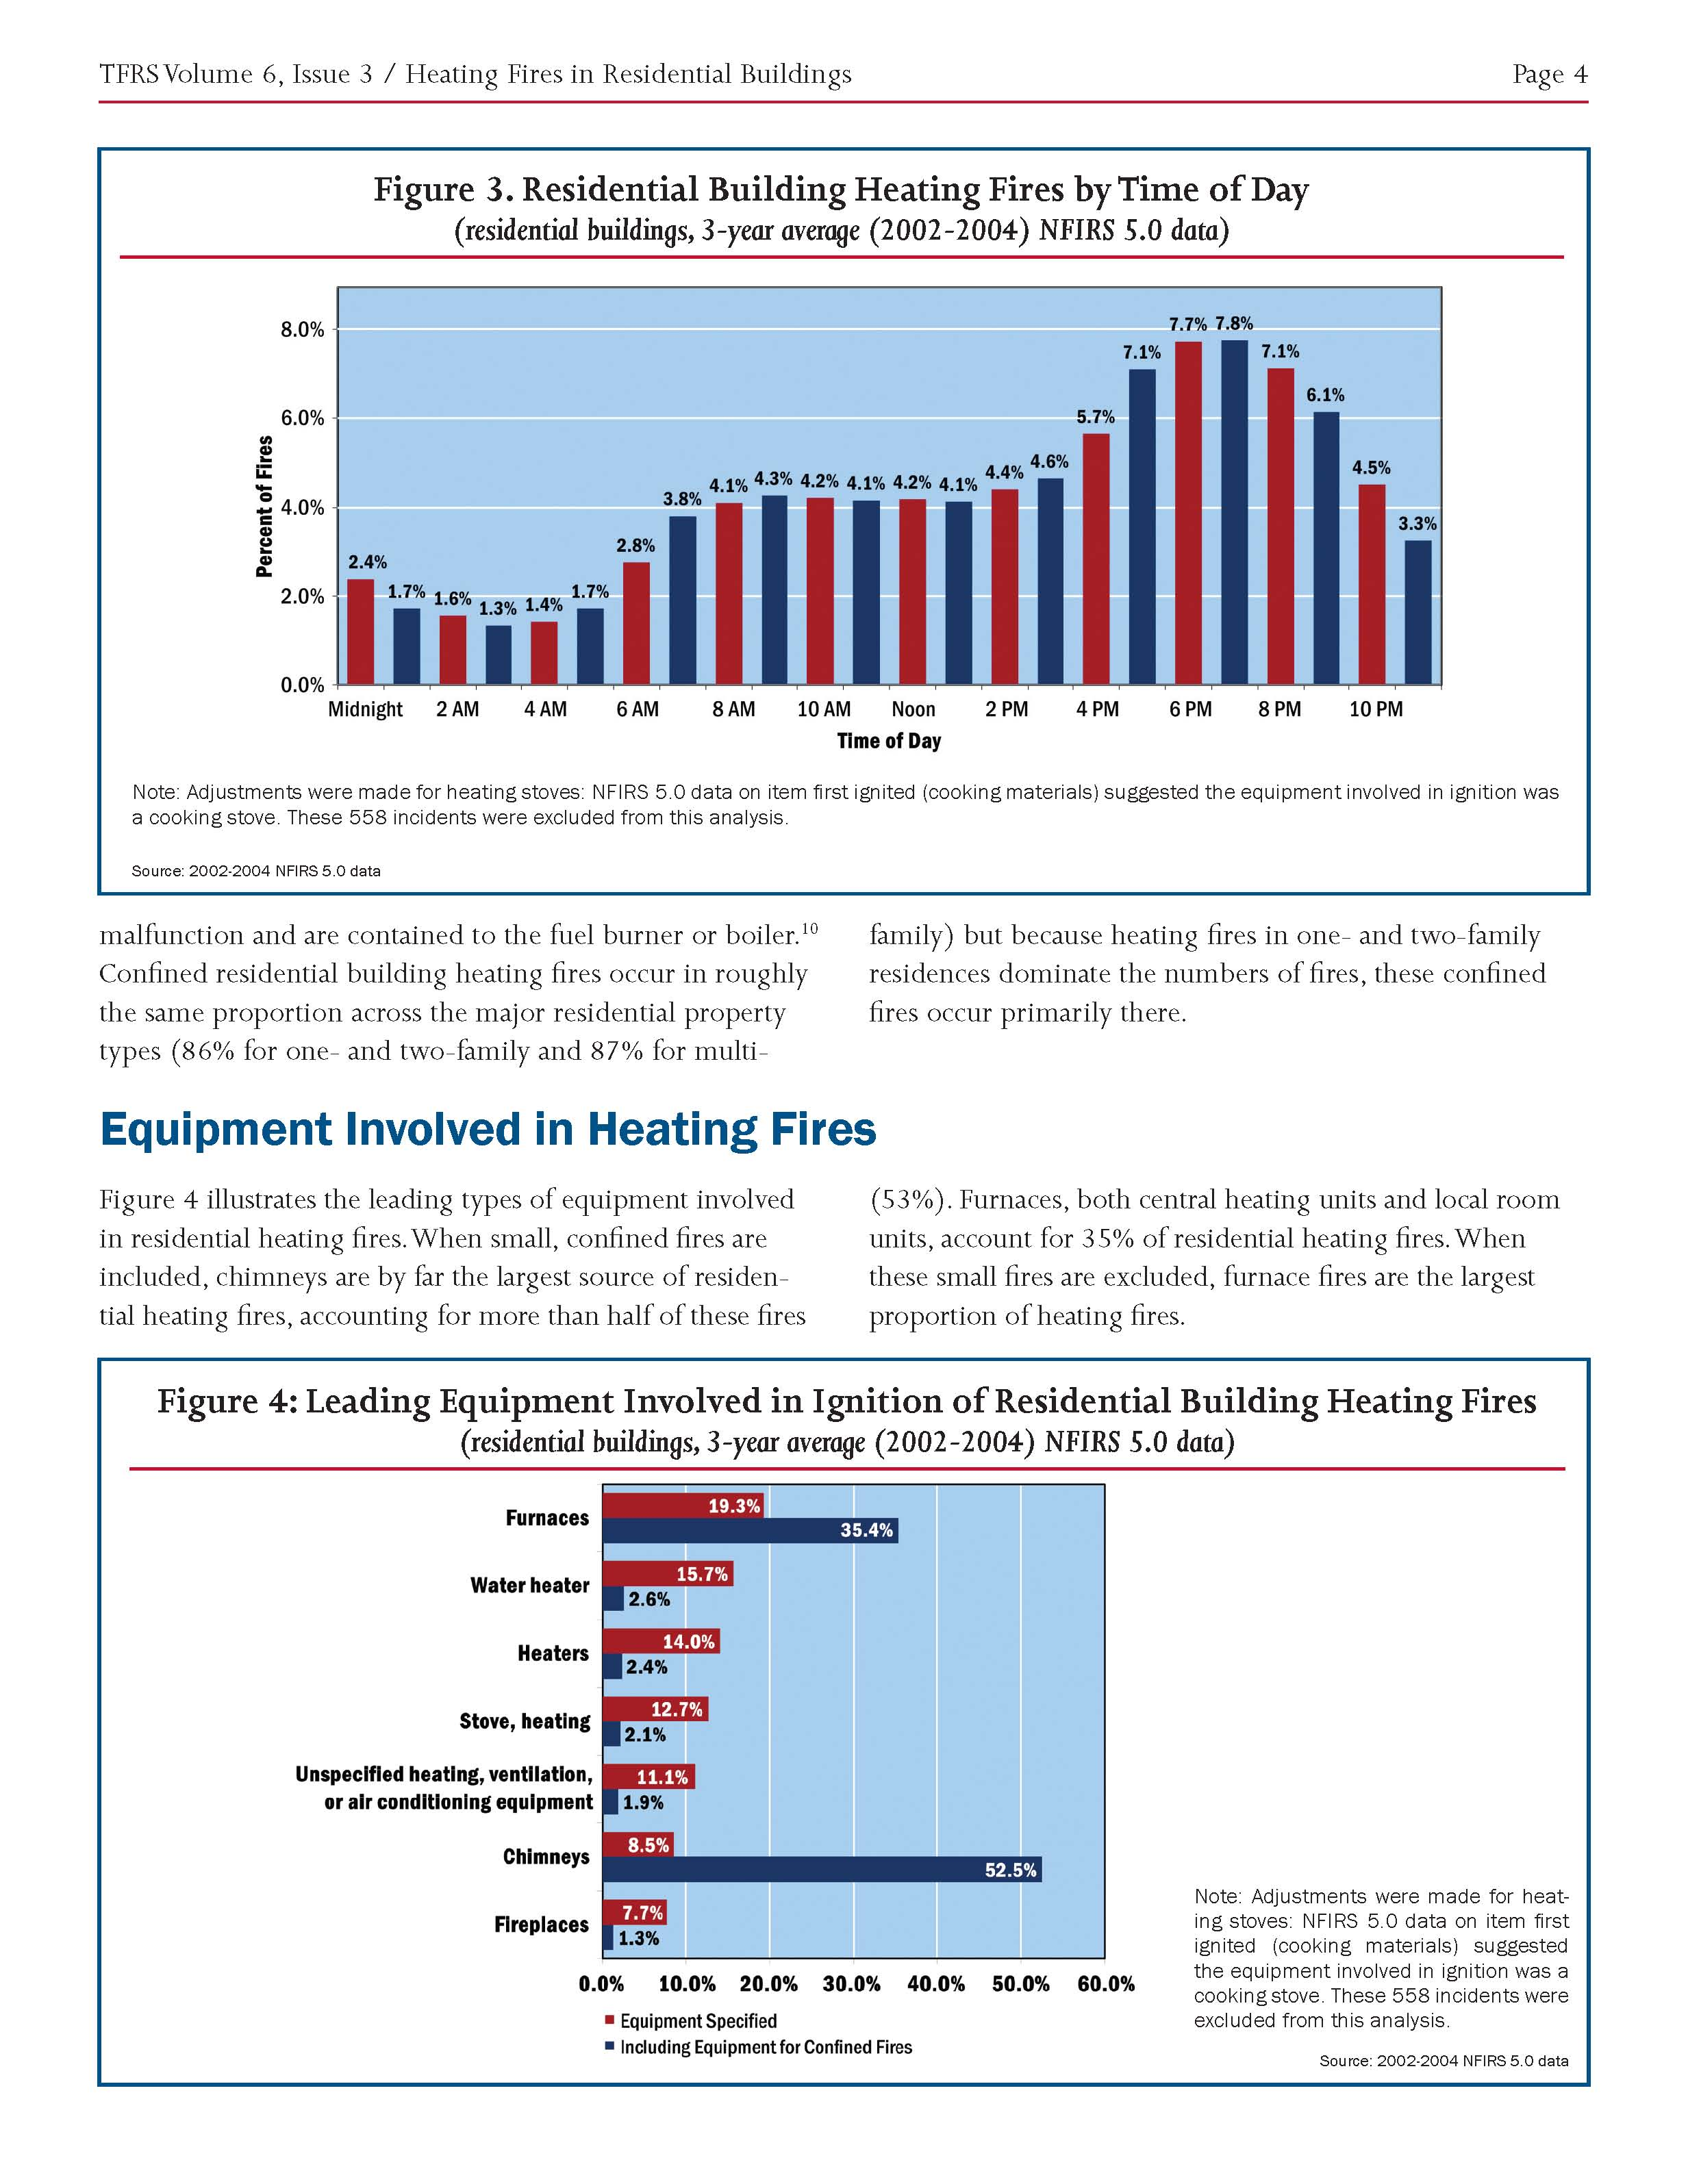 TFRS Volume 6, Issue 3 / Heating Fires in Residential Buildings
Page 4
Figure 3. Residential Building Heating Fires by Time of Day
(residential buildings, 3-year average (2002-2004) NFIRS 5.0 data)
Percent of Fires
8.0%
6.0%
4.0%
2.0%
0.0%
2.4%
1.7%
1.6%
1.3%
1.4%
1.7%
2.8%
3.8%
4.1%
4.3%
4.2%
4.1%
4.2%
4.1%
4.4%
4.6%
5.7%
7.1%
7.7%
7.8%
7.1%
6.1%
4.5%
3.3%
Midnight 2 AM 4 AM 6 AM 8 AM 10 AM Noon 2 PM 4 PM 6 PM 8 PM 10 PM
Time of Day
Note: Adjustments were made for heating stoves: NFIRS 5.0 data on item first ignited (cooking materials) suggested the equipment involved in ignition was
a cooking stove. These 558 incidents were excluded from this analysis.
Source: 2002-2004 NFIRS 5.0 data
malfunction and are contained to the fuel burner or boiler.10
Confined residential building heating fires occur in roughly
the same proportion across the major residential property
types (86% for one- and two-family and 87% for multi-
family) but because heating fires in one- and two-family
residences dominate the numbers of fires, these confined
fires occur primarily there.
Equipment Involved in Heating Fires
Figure 4 illustrates the leading types of equipment involved
in residential heating fires. When small, confined fires are
included, chimneys are by far the largest source of residen-
tial heating fires, accounting for more than half of these fires
(53%). Furnaces, both central heating units and local room
units, account for 35% of residential heating fires. When
these small fires are excluded, furnace fires are the largest
proportion of heating fires.
Figure 4: Leading Equipment Involved in Ignition of Residential Building Heating Fires
(residential buildings, 3-year average (2002-2004) NFIRS 5.0 data)
Furnaces
19.3%
35.4%
Water heater
15.7%
2.6%
Heaters
14.0%
2.4%
Stove, heating
12.7%
2.1%
Unspecified heating, ventilation,
or air conditioning equipment
11.1%
1.9%
Chimneys
8.5%
52.5%
Fireplaces
7.7%
1.3%
0.0% 10.0% 20.0% 30.0% 40.0% 50.0% 60.0%
Equipment Specified
Including Equipment for Confined Fires
Note: Adjustments were made for heat-
ing stoves: NFIRS 5.0 data on item first
ignited (cooking materials) suggested
the equipment involved in ignition was a
cooking stove. These 558 incidents were
excluded from this analysis.
Source: 2002-2004 NFIRS 5.0 data